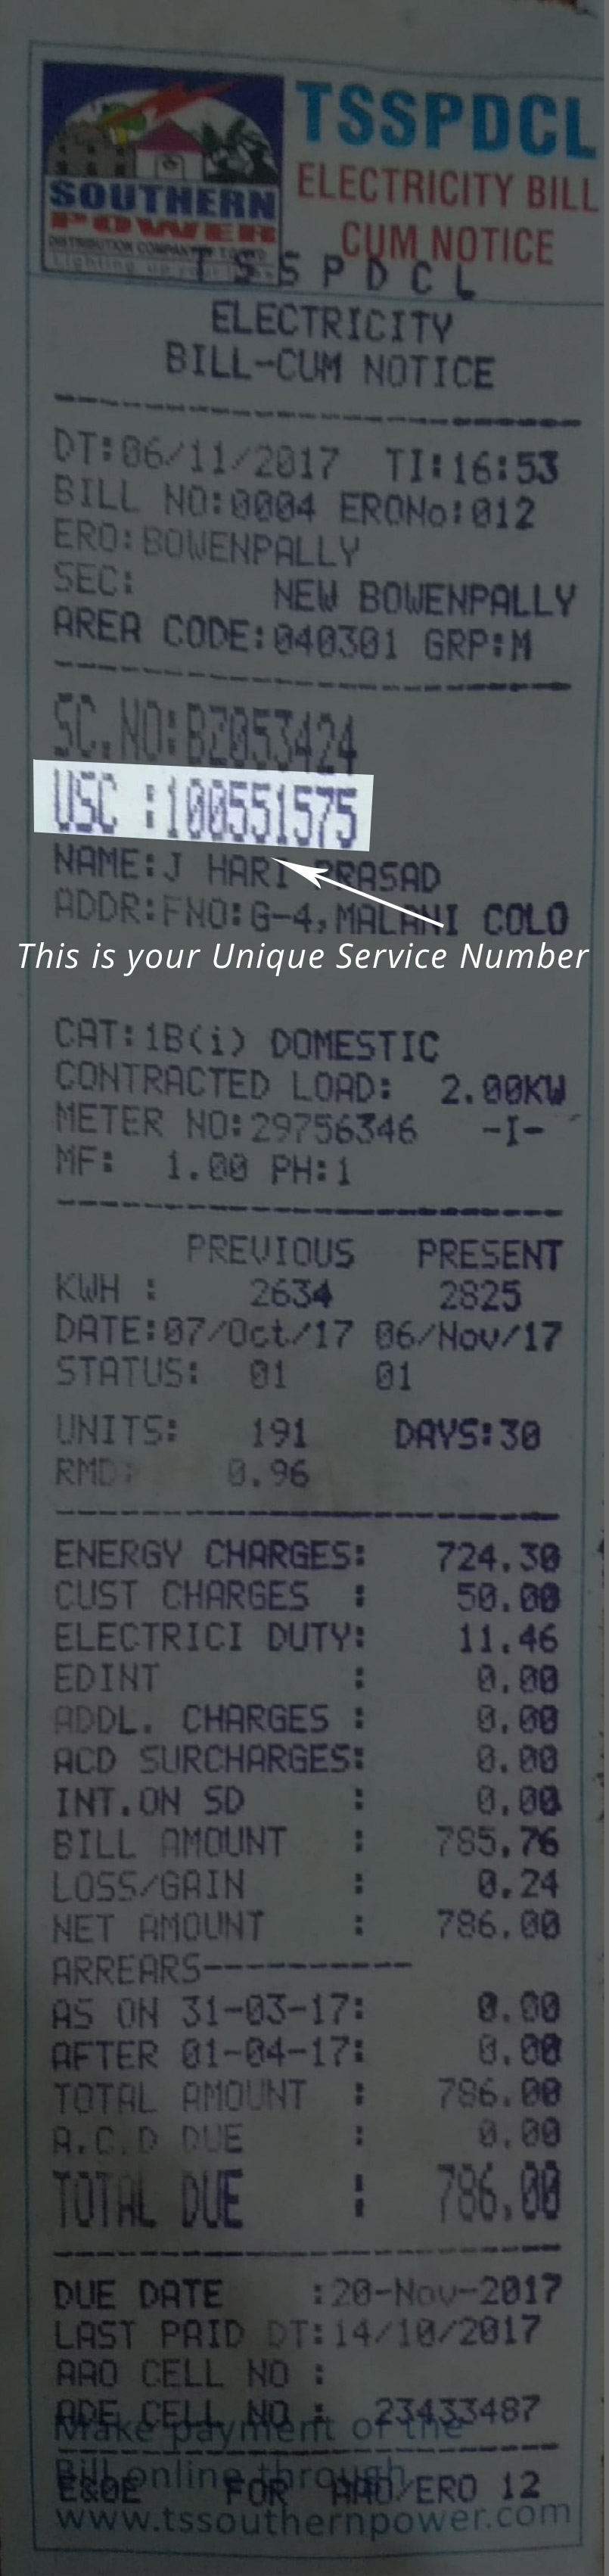 TSSPDCL
ELECTRICITY BILL
CUM NOTICE
SOUTHERN
POWER
DISTRIBUTION COMPANY
Lighting up your
T S S P D C L
ELECTRICITY
BILL-CUM NOTICE
DT:06/11/2017 TI:16:53
BILL NO:0004 ERONo:012
ERO:BOWENPALLY
SEC: NEW BOWENPALLY
AREA CODE:040301 GRP:M
SC.NO:BZ053424
USC :100551575
NAME:J HARI PRASAD
ADDR:FNO:G-4,MALANI COLO
This is your Unique Service Number
CAT:1B(i) DOMESTIC
CONTRACTED LOAD: 2.00KW
METER NO:29756346 -I-
MF: 1.00 PH:1
PREVIOUS PRESENT
KWH : 2634 2825
DATE:07/Oct/17 06/Nov/17
STATUS: 01 01
UNITS: 191 DAYS:30
RMD: 0.96
ENERGY CHARGES: 724.30
CUST CHARGES : 50.00
ELECTRICI DUTY: 11.46
EDINT : 0.00
ADDL. CHARGES : 0.00
ACD SURCHARGES: 0.00
INT.ON SD : 0.00
BILL AMOUNT : 785.76
LOSS/GAIN : 0.24
NET AMOUNT : 786.00
ARREARS----------
AS ON 31-03-17: 0.00
AFTER 01-04-17: 0.00
TOTAL AMOUNT : 786.00
A.C.D DUE : 0.00
TOTAL DUE : 786.00
DUE DATE :20-Nov-2017
LAST PAID DT:14/10/2017
AAO CELL NO :
ADE CELL NO : 23433487
Make payment of the
Bill online through
E&OE FOR AAO/ERO 12
www.tssouthernpower.com